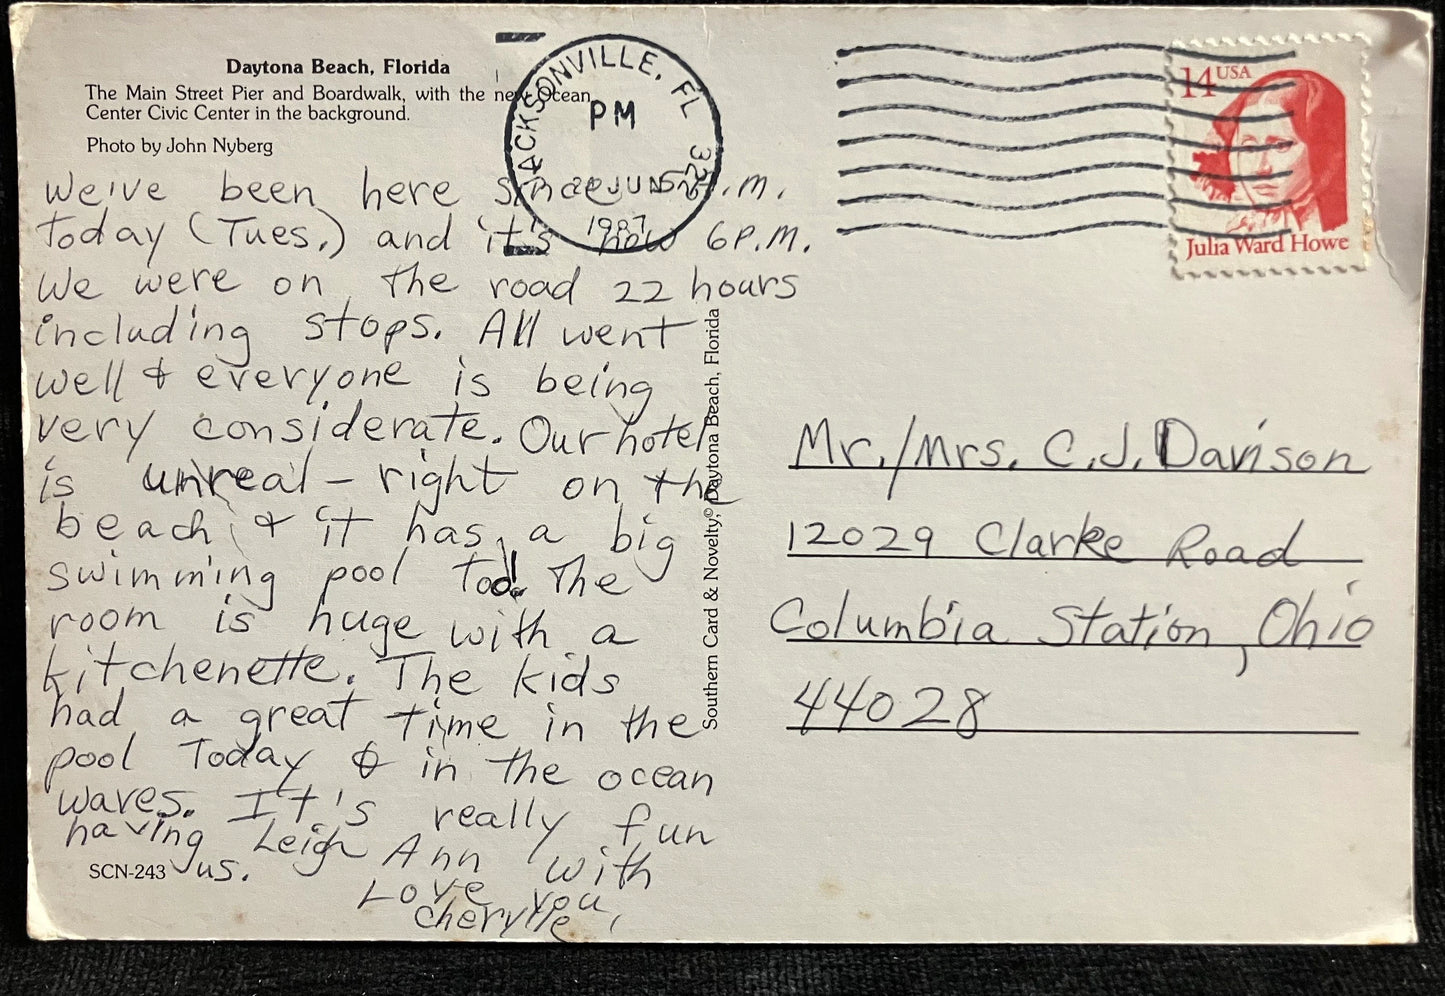 Daytona Beach, Florida
The Main Street Pier and Boardwalk, with the new Ocean
Center Civic Center in the background.
Photo by John Nyberg
JACKSONVILLE, FL
PM
JUN
1987
14 USA
Julia Ward Howe
We've been here since P.M.
today (Tues.) and it's now 6 P.M.
We were on the road 22 hours
including stops. All went
well & everyone is being
very considerate. Our hotel
is unreal - right on the
beach & it has a big
swimming pool too! The
room is huge with a
kitchenette. The kids
had a great time in the
pool Today & in the ocean
waves. It's really fun
having Leigh Ann with
us.
Love you,
Cherylle
SCN-243
Southern Card & Novelty, © Daytona Beach, Florida
Mr./Mrs. C.J. Davison
12029 Clarke Road
Columbia Station, Ohio
44028